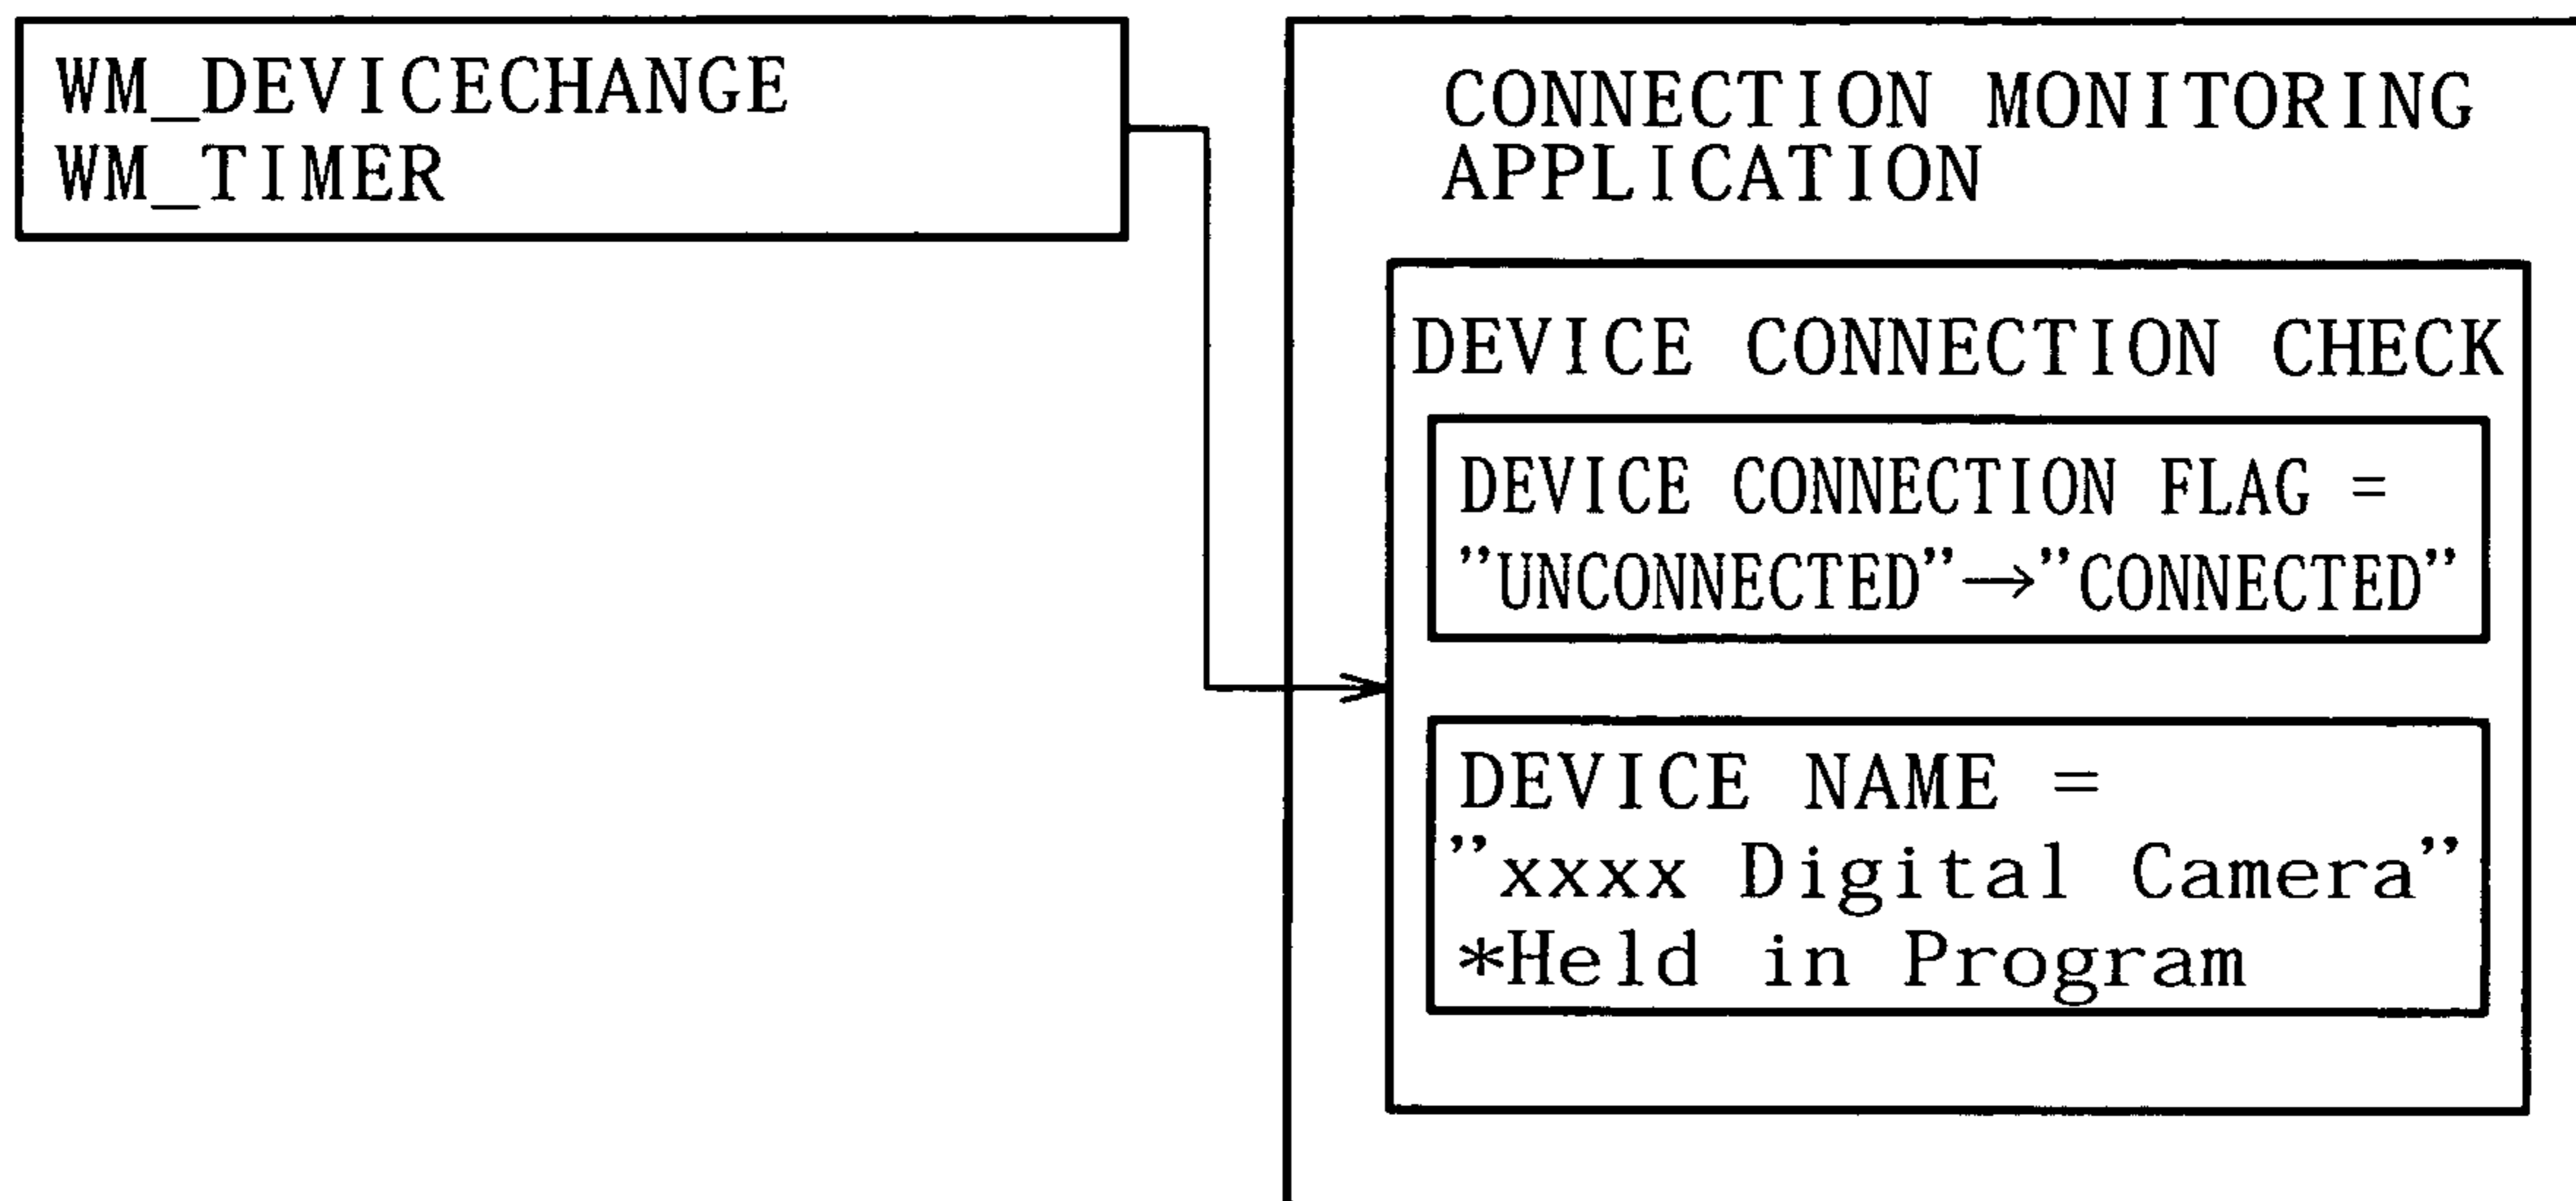 WM_DEVICECHANGE
WM_TIMER
CONNECTION MONITORING
APPLICATION
DEVICE CONNECTION CHECK
DEVICE CONNECTION FLAG =
”UNCONNECTED”→”CONNECTED”
DEVICE NAME =
”xxxx Digital Camera”
*Held in Program